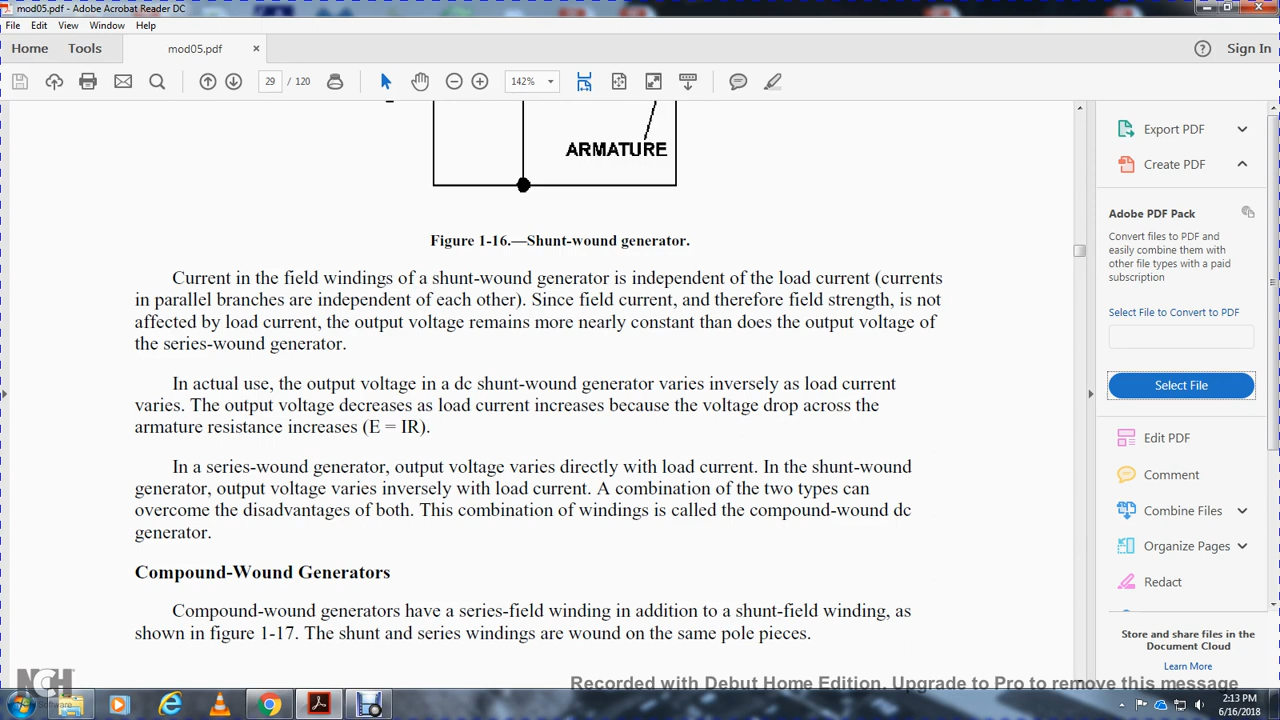 mod05.pdf - Adobe Acrobat Reader DC
File Edit View Window Help
Home Tools mod05.pdf Sign In
29 / 120 142%
ARMATURE
Figure 1-16.—Shunt-wound generator.
Current in the field windings of a shunt-wound generator is independent of the load current (currents
in parallel branches are independent of each other). Since field current, and therefore field strength, is not
affected by load current, the output voltage remains more nearly constant than does the output voltage of
the series-wound generator.
In actual use, the output voltage in a dc shunt-wound generator varies inversely as load current
varies. The output voltage decreases as load current increases because the voltage drop across the
armature resistance increases (E = IR).
In a series-wound generator, output voltage varies directly with load current. In the shunt-wound
generator, output voltage varies inversely with load current. A combination of the two types can
overcome the disadvantages of both. This combination of windings is called the compound-wound dc
generator.
Compound-Wound Generators
Compound-wound generators have a series-field winding in addition to a shunt-field winding, as
shown in figure 1-17. The shunt and series windings are wound on the same pole pieces.
Export PDF
Create PDF
Adobe PDF Pack
Convert files to PDF and
easily combine them with
other file types with a paid
subscription
Select File to Convert to PDF
Select File
Edit PDF
Comment
Combine Files
Organize Pages
Redact
Store and share files in the
Document Cloud
Learn More
NCH
Software
Recorded with Debut Home Edition. Upgrade to Pro to remove this message
2:13 PM
6/16/2018